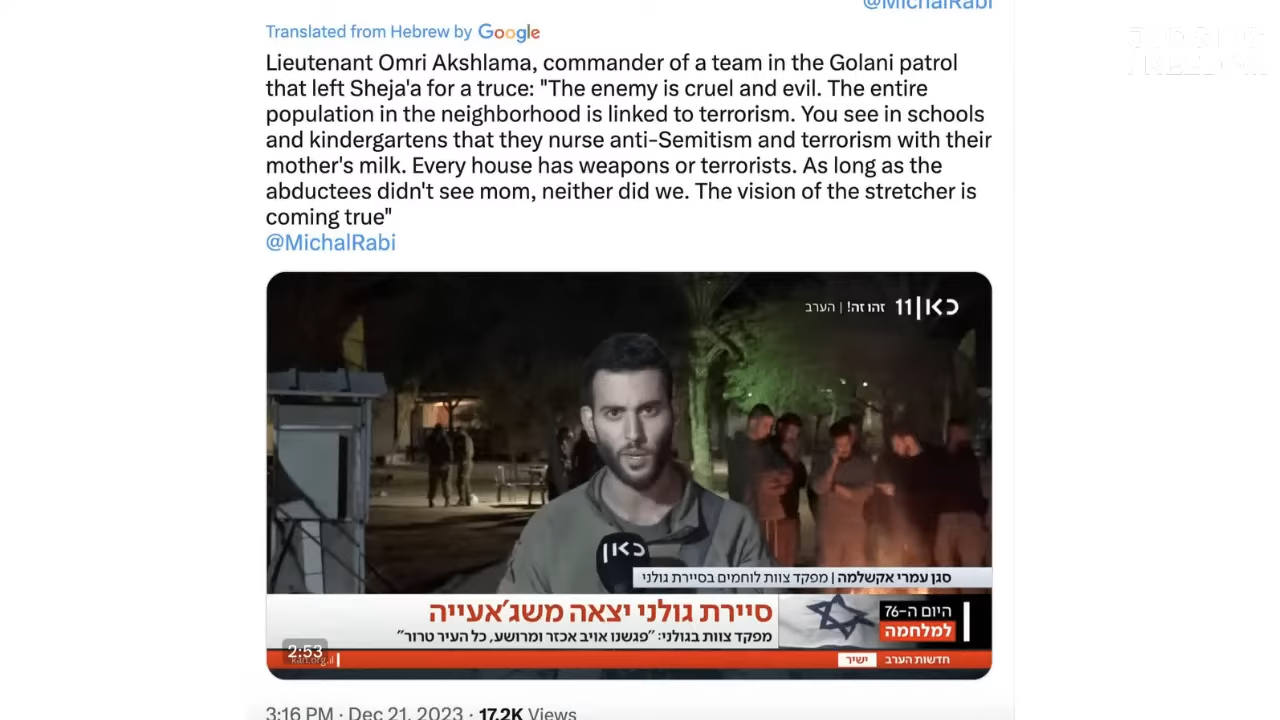 @MichalRabi
JUDGING
FREEDOM
Translated from Hebrew by Google
Lieutenant Omri Akshlama, commander of a team in the Golani patrol
that left Sheja'a for a truce: "The enemy is cruel and evil. The entire
population in the neighborhood is linked to terrorism. You see in schools
and kindergartens that they nurse anti-Semitism and terrorism with their
mother's milk. Every house has weapons or terrorists. As long as the
abductees didn't see mom, neither did we. The vision of the stretcher is
coming true"
@MichalRabi
כאן|11 זהו זה! | הערב
כאן
סגן עמרי אקשלמה | מפקד צוות לוחמים בסיירת גולני
היום ה-76
למלחמה
סיירת גולני יצאה משג'אעייה
מפקד צוות בגולני: "פגשנו אויב אכזר ומרושע, כל העיר טרור"
2:53
kan.org.il
חדשות הערב ישיר
3:16 PM · Dec 21, 2023 · 17.2K Views